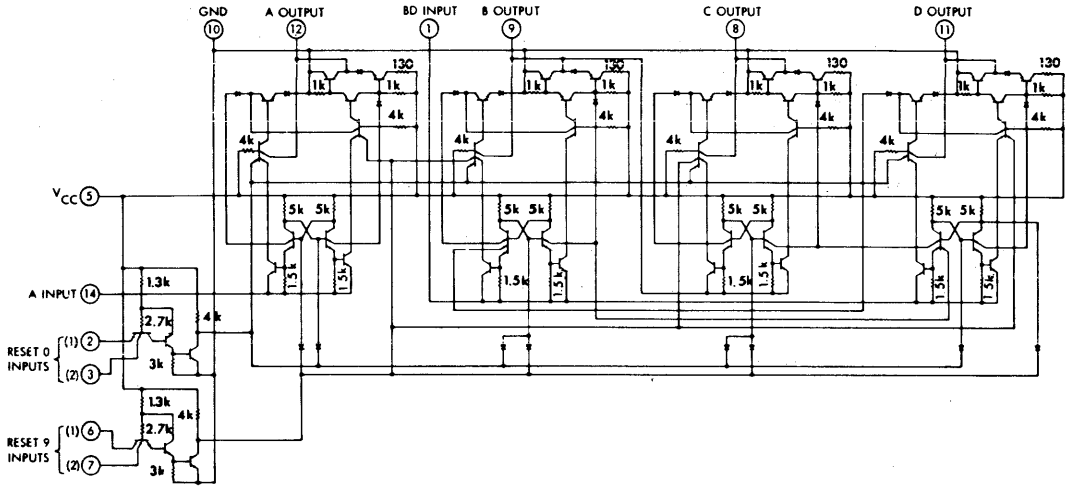 GND A OUTPUT BD INPUT B OUTPUT C OUTPUT D OUTPUT
10 12 1 9 8 11
130 130 130 130
1k 1k 1k 1k 1k 1k 1k 1k
4k 4k 4k 4k
4k 4k 4k 4k
VCC 5
5k 5k 5k 5k 5k 5k 5k 5k
1.5k 1.5k 1.5k 1.5k 1.5k 1.5k 1.5k 1.5k
A INPUT 14
1.3k
4k
2.7k
RESET 0 INPUTS
(1) 2
(2) 3
3k
1.3k
4k
2.7k
RESET 9 INPUTS
(1) 6
(2) 7
3k